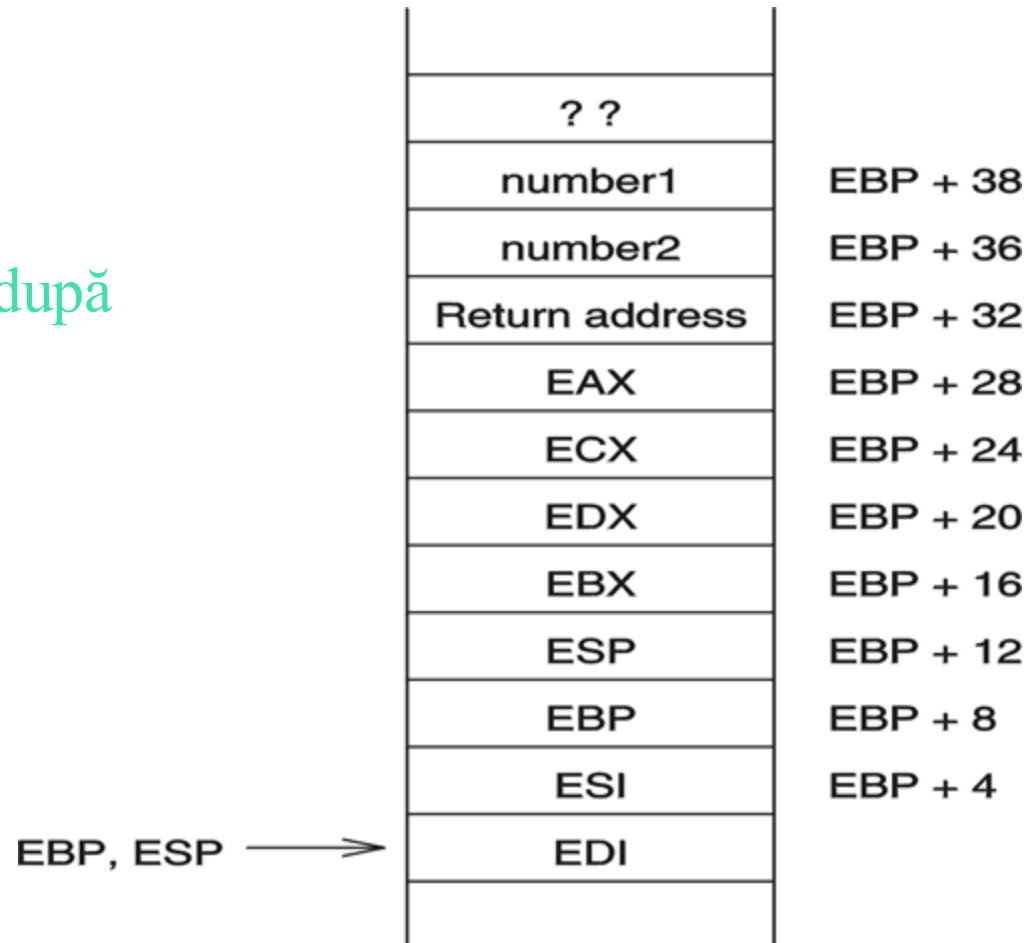 ? ?
number1 EBP + 38
number2 EBP + 36
după
Return address EBP + 32
EAX EBP + 28
ECX EBP + 24
EDX EBP + 20
EBX EBP + 16
ESP EBP + 12
EBP EBP + 8
ESI EBP + 4
EBP, ESP EDI